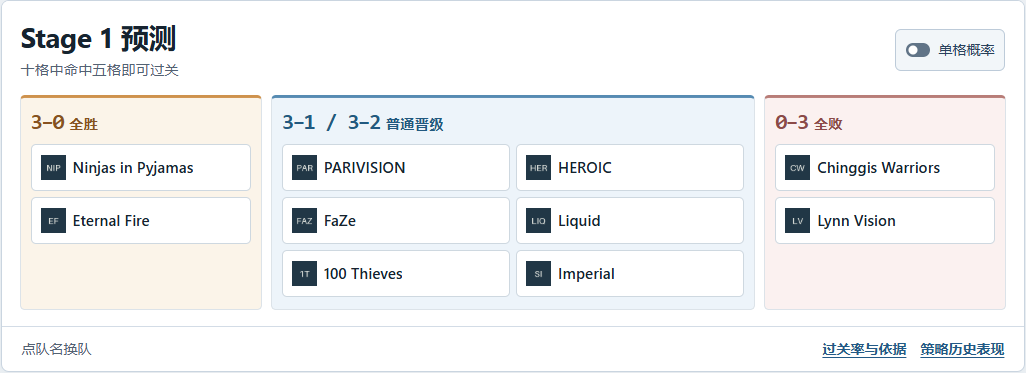 Stage 1 预测
十格中命中五格即可过关
单格概率
3-0 全胜
NIP Ninjas in Pyjamas
EF Eternal Fire
3-1 / 3-2 普通晋级
PAR PARIVISION
HER HEROIC
FAZ FaZe
LIQ Liquid
1T 100 Thieves
SI Imperial
0-3 全败
CW Chinggis Warriors
LV Lynn Vision
点队名换队
过关率与依据
策略历史表现